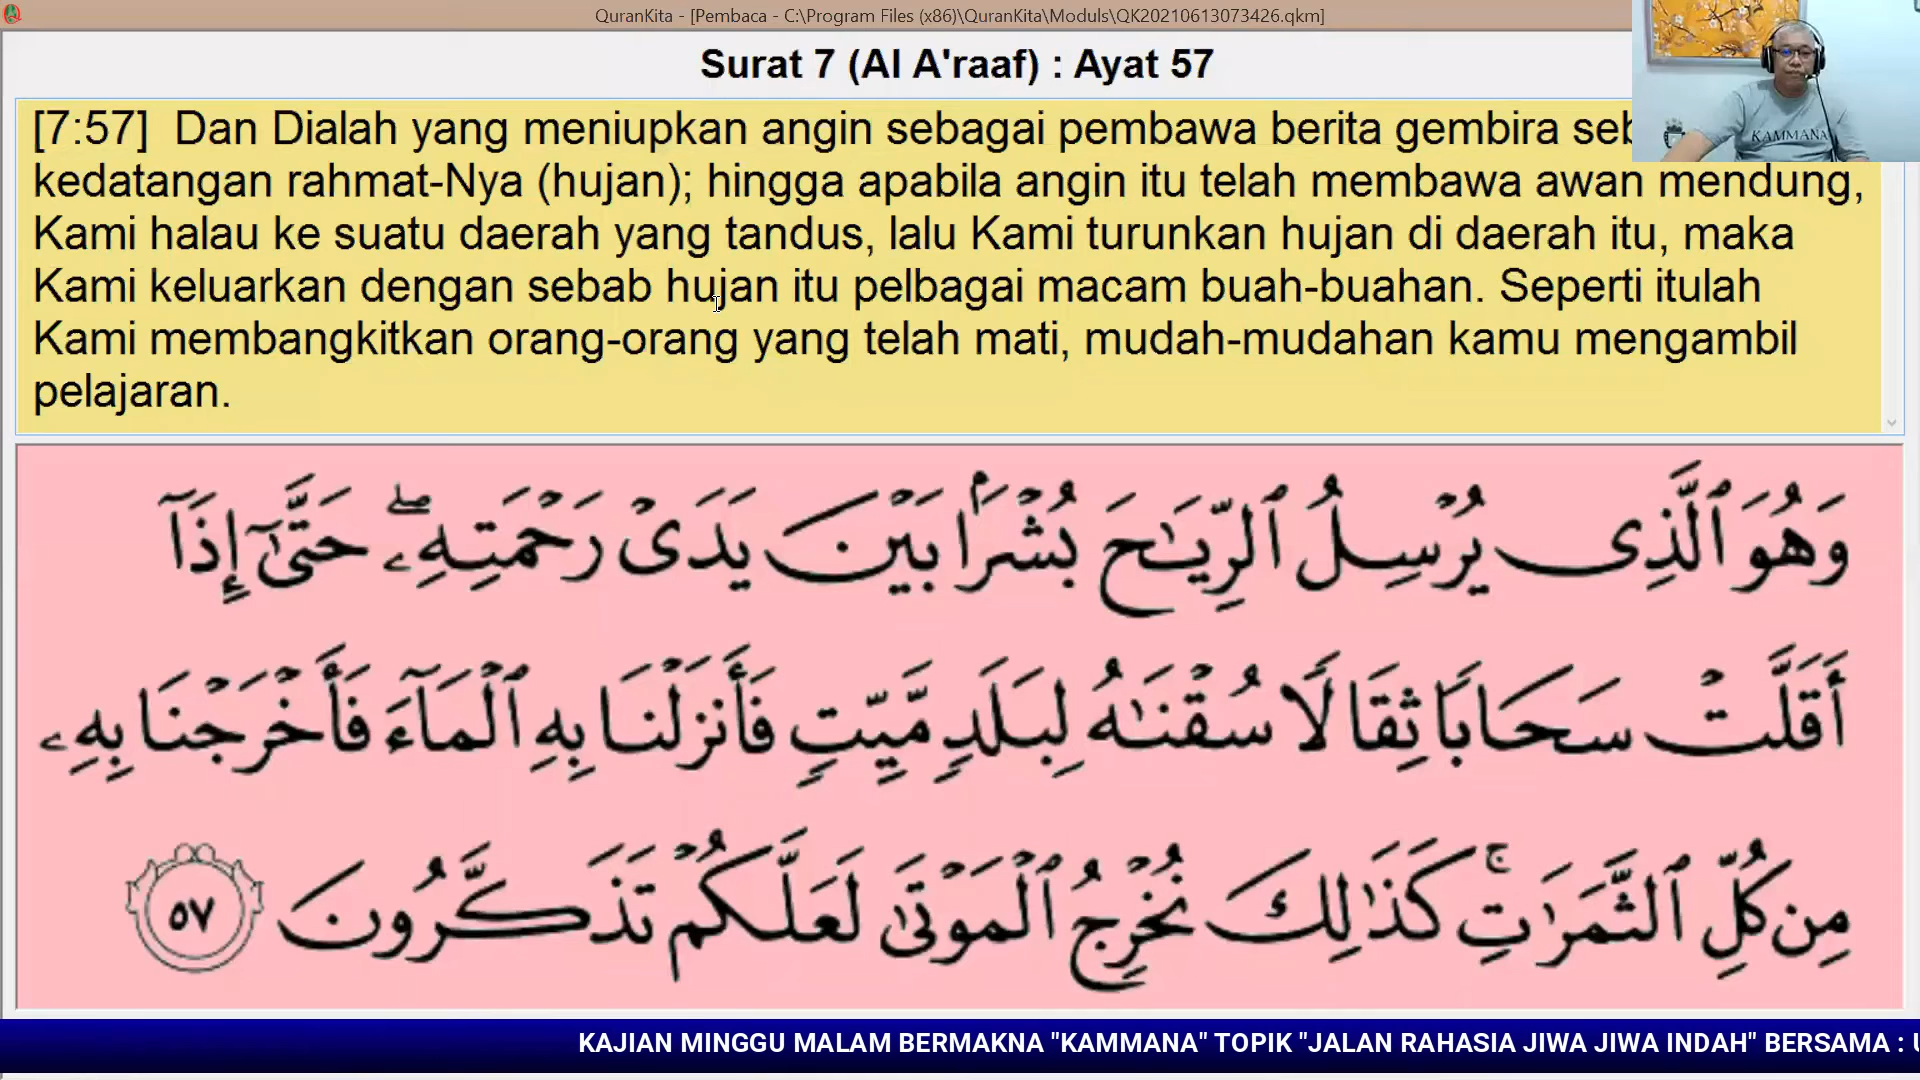 QuranKita - [Pembaca - C:\Program Files (x86)\QuranKita\Moduls\QK20210613073426.qkm]
Surat 7 (Al A'raaf) : Ayat 57
[7:57]  Dan Dialah yang meniupkan angin sebagai pembawa berita gembira
kedatangan rahmat-Nya (hujan); hingga apabila angin itu telah membawa awan mendung,
Kami halau ke suatu daerah yang tandus, lalu Kami turunkan hujan di daerah itu, maka
Kami keluarkan dengan sebab hujan itu pelbagai macam buah-buahan. Seperti itulah
Kami membangkitkan orang-orang yang telah mati, mudah-mudahan kamu mengambil
pelajaran.
KAMMANA
وَهُوَ ٱلَّذِى يُرْسِلُ ٱلرِّيَـٰحَ بُشْرًۢا بَيْنَ يَدَىْ رَحْمَتِهِۦ ۖ حَتَّىٰٓ إِذَآ
أَقَلَّتْ سَحَابًا ثِقَالًا سُقْنَـٰهُ لِبَلَدٍ مَّيِّتٍ فَأَنزَلْنَا بِهِ ٱلْمَآءَ فَأَخْرَجْنَا بِهِۦ
مِن كُلِّ ٱلثَّمَرَٰتِ ۚ كَذَٰلِكَ نُخْرِجُ ٱلْمَوْتَىٰ لَعَلَّكُمْ تَذَكَّرُونَ ٥٧
KAJIAN MINGGU MALAM BERMAKNA "KAMMANA" TOPIK "JALAN RAHASIA JIWA JIWA INDAH" BERSAMA :